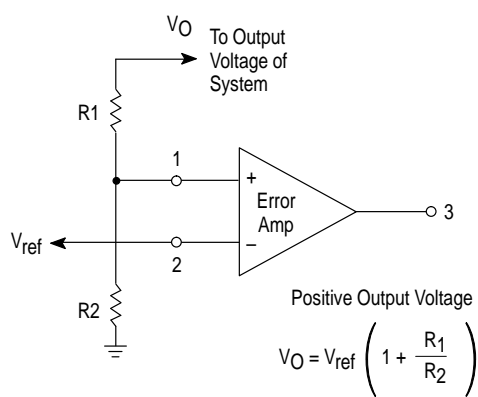 VO To Output
Voltage of
System
R1
1
+
Error
Amp
3
Vref
–
2
R2
Positive Output Voltage
VO = Vref ( 1 + R1 / R2 )